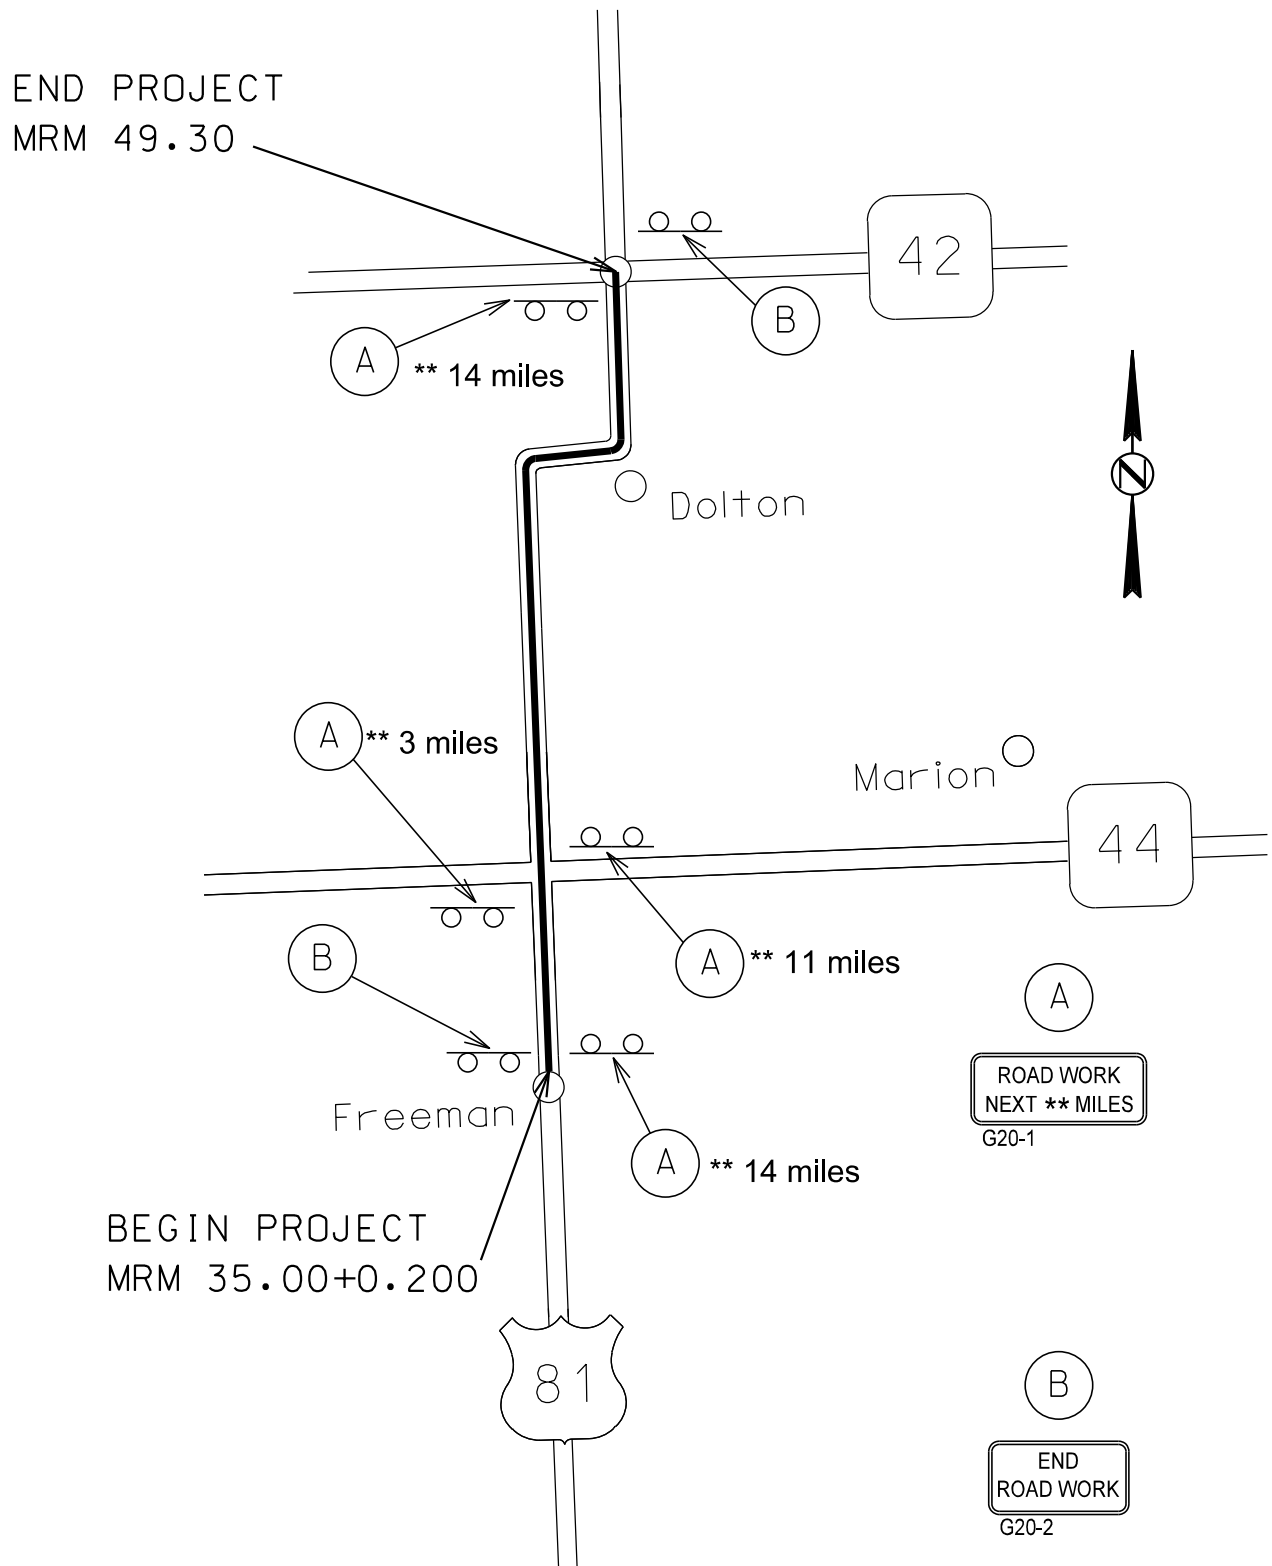 END PROJECT
MRM 49.30
42
B
A
** 14 miles
N
Dolton
A
** 3 miles
Marion
44
B
A
** 11 miles
A
ROAD WORK
NEXT ** MILES
G20-1
Freeman
A
** 14 miles
BEGIN PROJECT
MRM 35.00+0.200
81
B
END
ROAD WORK
G20-2